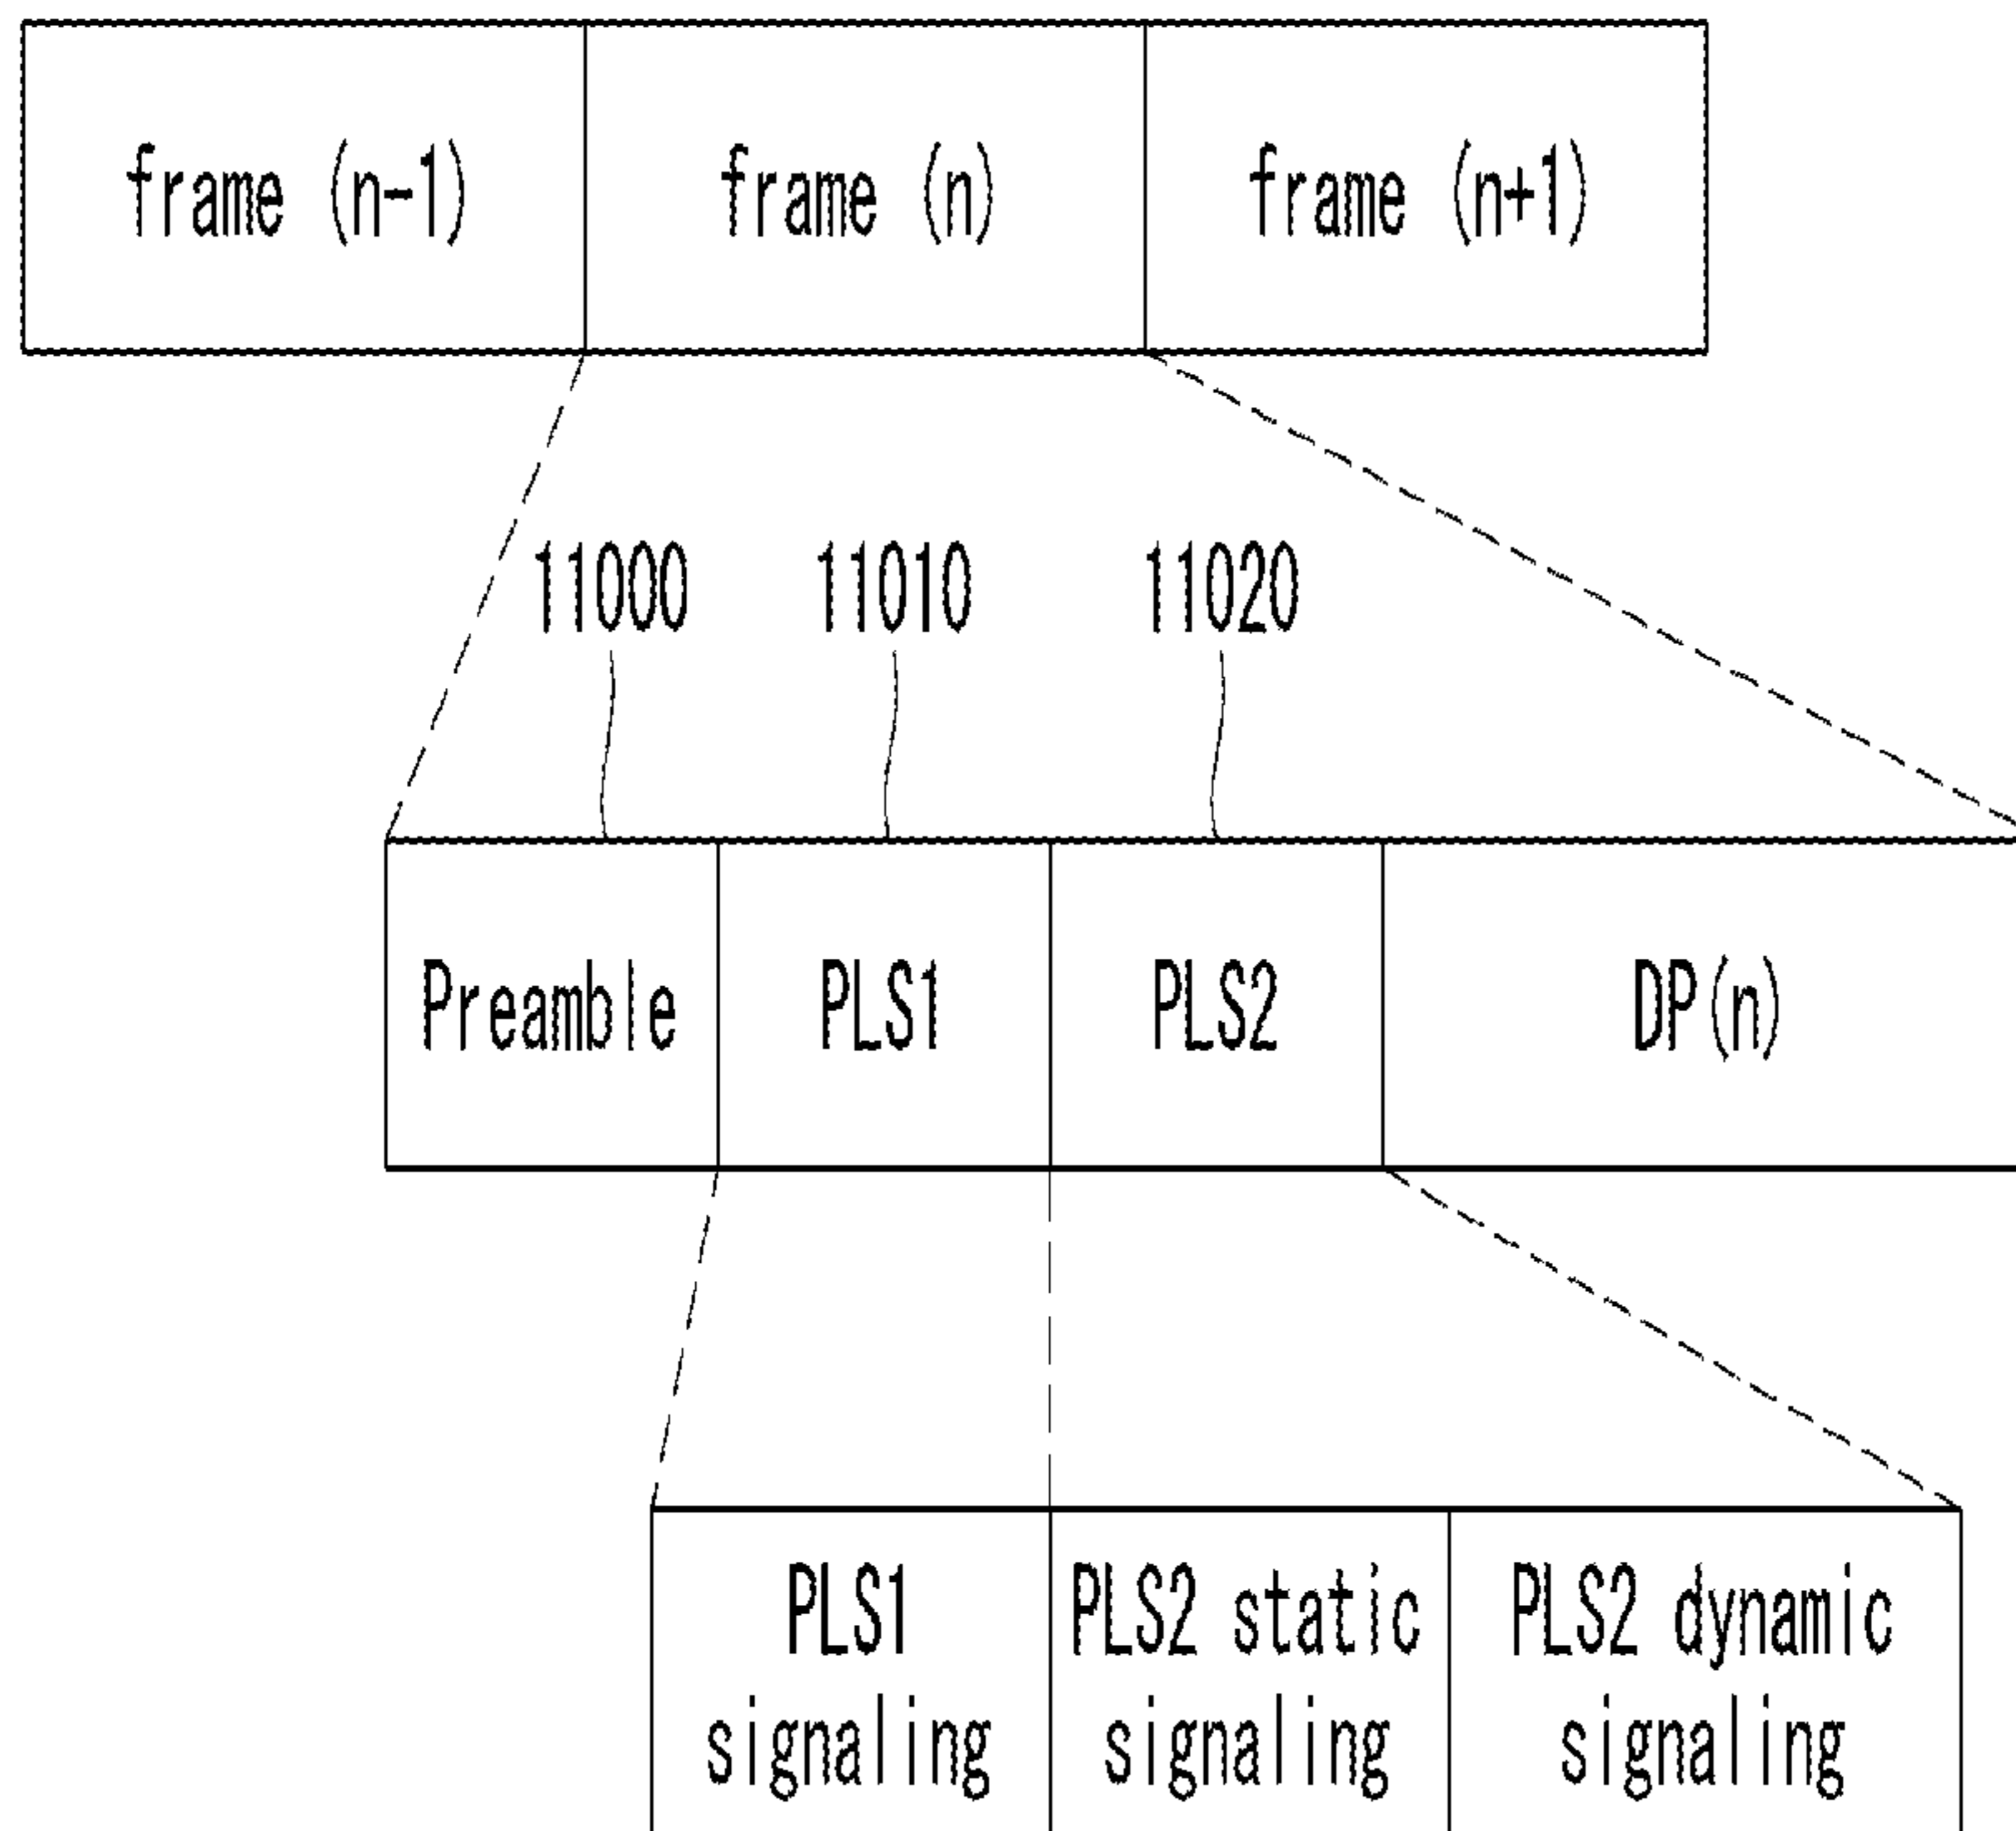 frame (n-1) frame (n) frame (n+1)
11000 11010 11020
Preamble PLS1 PLS2 DP(n)
PLS1 PLS2 static PLS2 dynamic
signaling signaling signaling